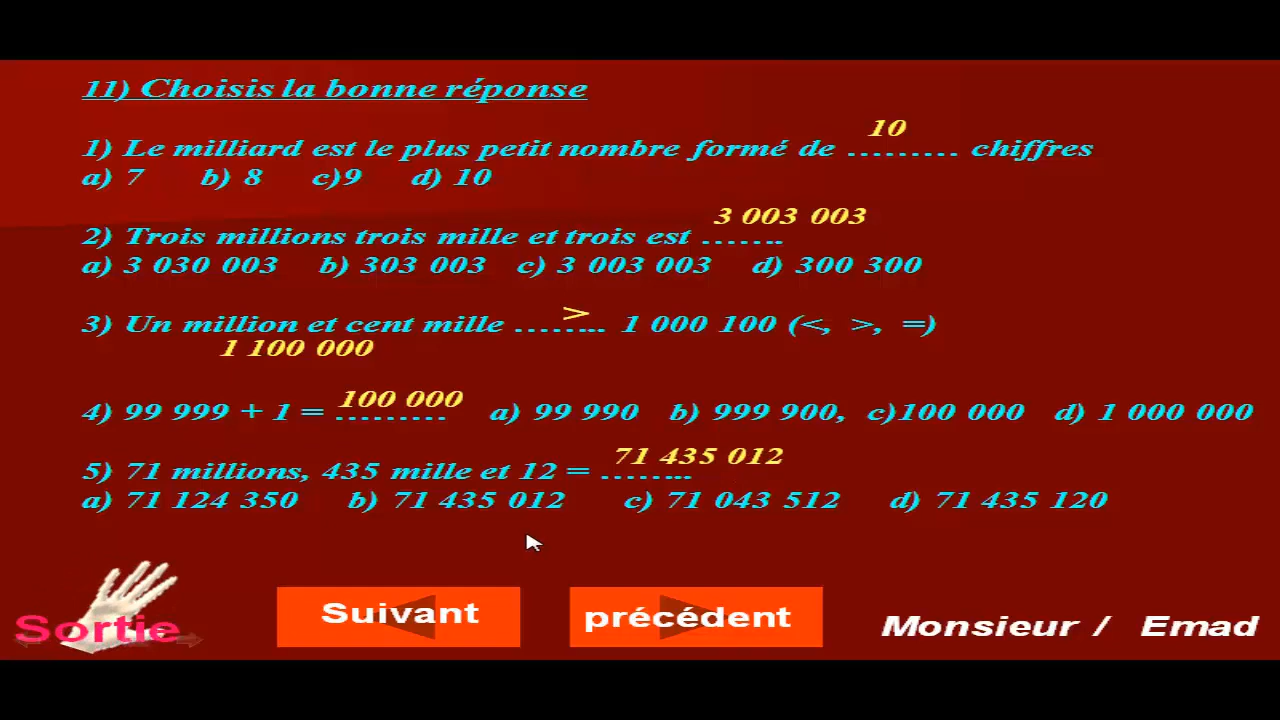 11) Choisis la bonne réponse
10
1) Le milliard est le plus petit nombre formé de ......... chiffres
a) 7 b) 8 c)9 d) 10
3 003 003
2) Trois millions trois mille et trois est .......
a) 3 030 003 b) 303 003 c) 3 003 003 d) 300 300
>
3) Un million et cent mille ........ 1 000 100 (<, >, =)
1 100 000
100 000
4) 99 999 + 1 = ......... a) 99 990 b) 999 900, c)100 000 d) 1 000 000
71 435 012
5) 71 millions, 435 mille et 12 = ........
a) 71 124 350 b) 71 435 012 c) 71 043 512 d) 71 435 120
Sortie
Suivant
précédent
Monsieur / Emad